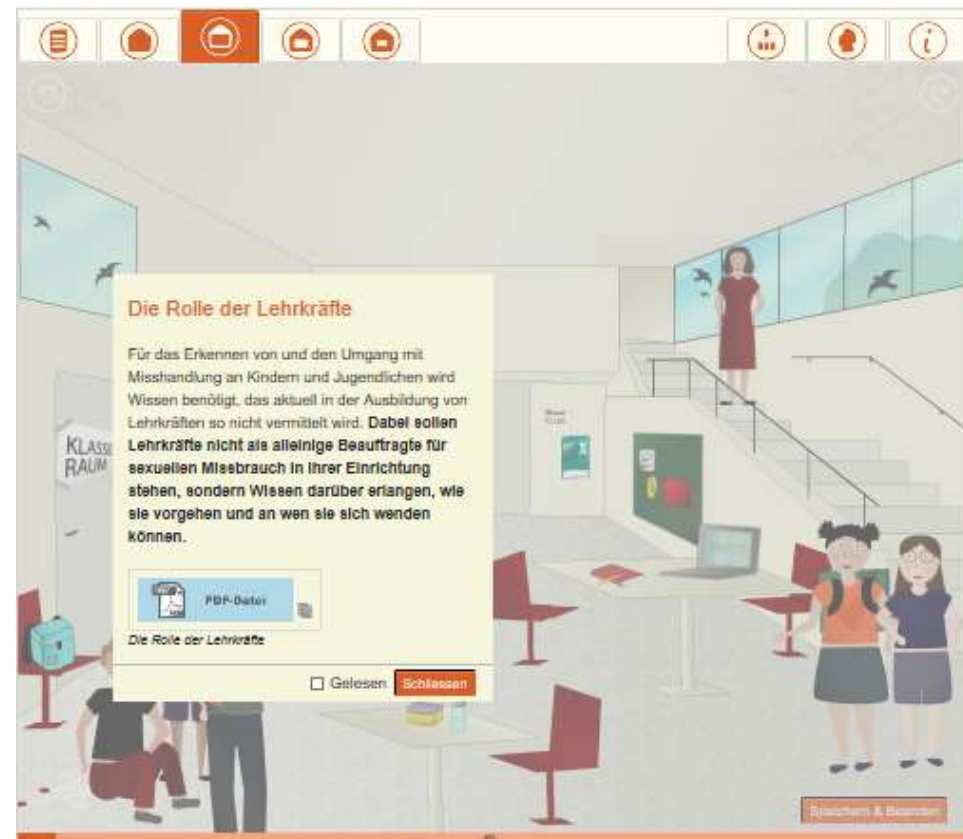 Die Rolle der Lehrkräfte
Für das Erkennen von und den Umgang mit
Misshandlung an Kindern und Jugendlichen wird
Wissen benötigt, das aktuell in der Ausbildung von
Lehrkräften so nicht vermittelt wird. Dabei sollen
Lehrkräfte nicht als alleinige Beauftragte für
sexuellen Missbrauch in ihrer Einrichtung
stehen, sondern Wissen darüber erlangen, wie
sie vorgehen und an wen sie sich wenden
können.
PDF-Datei
Die Rolle der Lehrkräfte
Gelesen Schliessen
KLASSE
RAUM
Speichern & Beenden